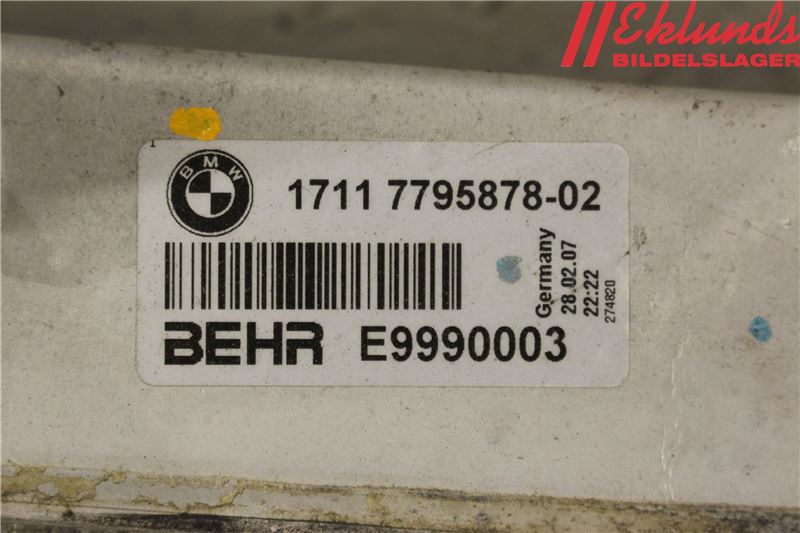 Eklunds
BILDELSLAGER
BMW
1711 7795878-02
Germany
28.02.07
22:22
274820
BEHR E9990003